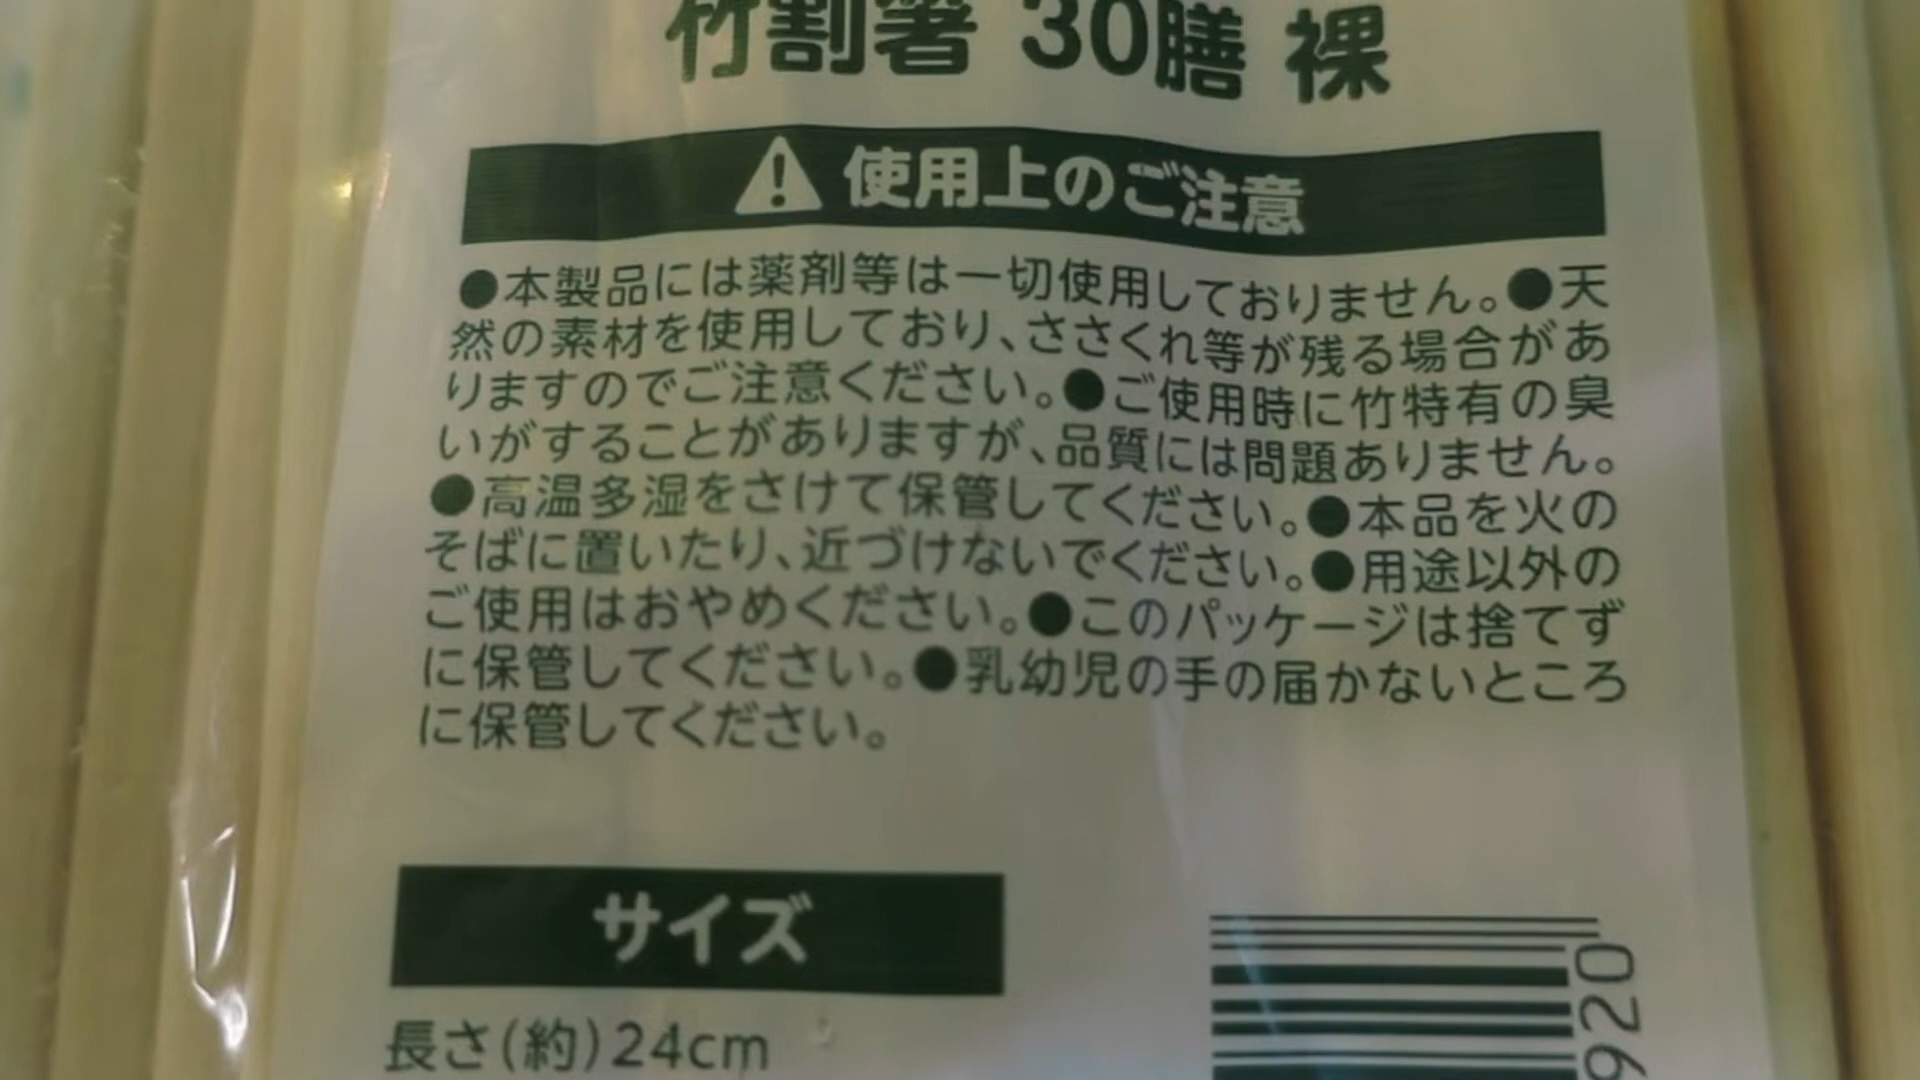 竹割箸 30膳 裸
使用上のご注意
●本製品には薬剤等は一切使用しておりません。●天
然の素材を使用しており、ささくれ等が残る場合があ
りますのでご注意ください。●ご使用時に竹特有の臭
いがすることがありますが、品質には問題ありません。
●高温多湿をさけて保管してください。●本品を火の
そばに置いたり、近づけないでください。●用途以外の
ご使用はおやめください。●このパッケージは捨てず
に保管してください。●乳幼児の手の届かないところ
に保管してください。
サイズ
長さ(約)24cm
920